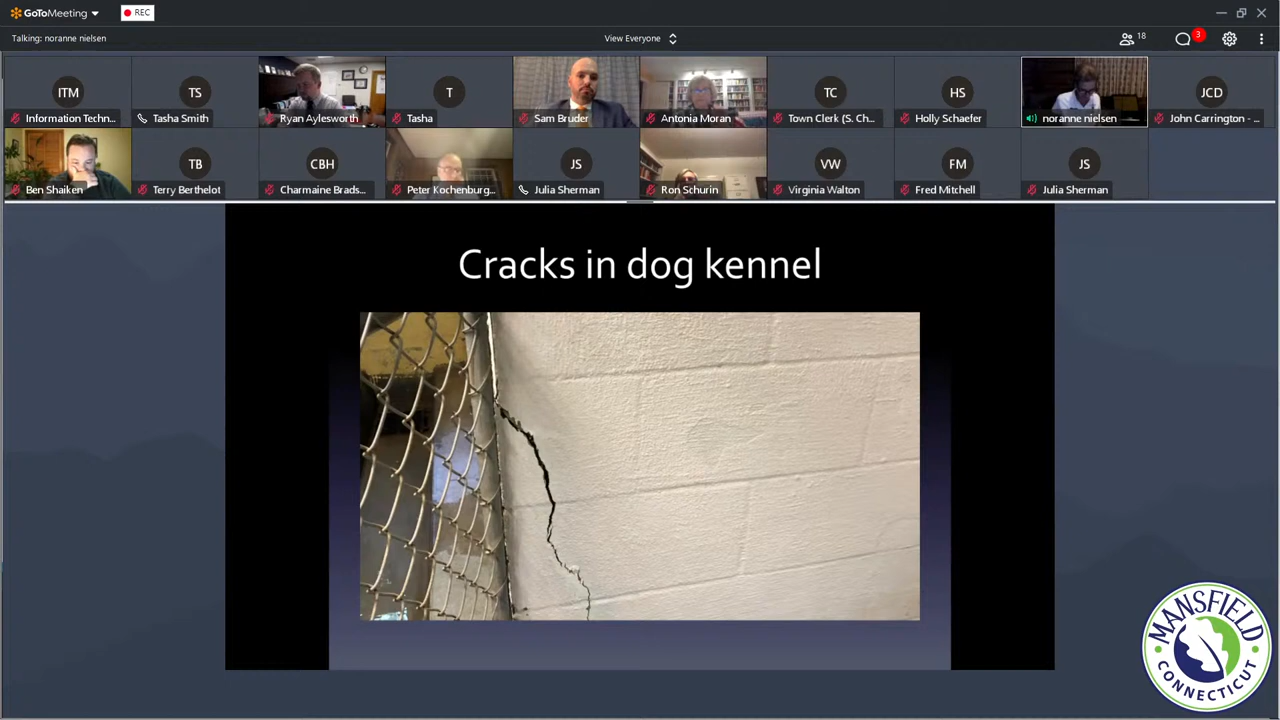 GoToMeeting
REC
Talking: noranne nielsen
View Everyone
18
3
ITM
TS
T
TC
HS
JCD
Information Techn...
Tasha Smith
Ryan Aylesworth
Tasha
Sam Bruder
Antonia Moran
Town Clerk (S. Ch...
Holly Schaefer
noranne nielsen
John Carrington - ...
TB
CBH
JS
VW
FM
JS
Ben Shaiken
Terry Berthelot
Charmaine Brads...
Peter Kochenburg...
Julia Sherman
Ron Schurin
Virginia Walton
Fred Mitchell
Julia Sherman
Cracks in dog kennel
MANSFIELD
CONNECTICUT